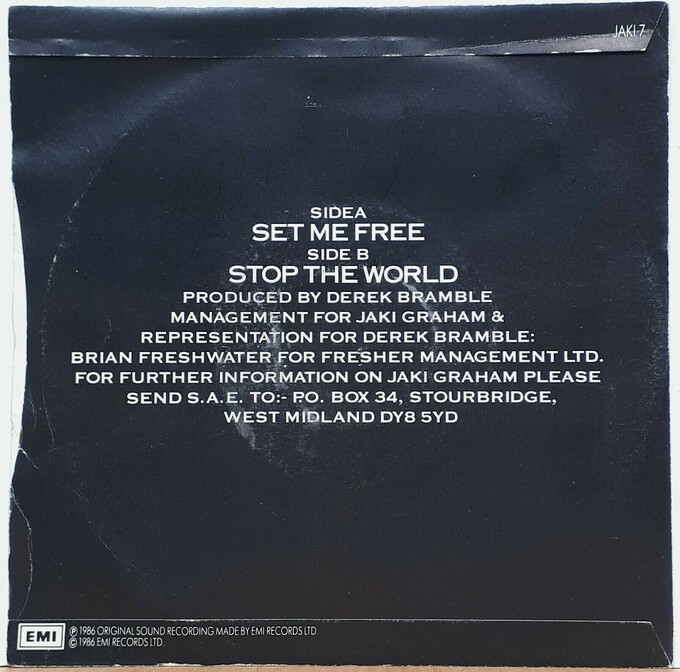 JAKI 7
SIDEA
SET ME FREE
SIDE B
STOP THE WORLD
PRODUCED BY DEREK BRAMBLE
MANAGEMENT FOR JAKI GRAHAM &
REPRESENTATION FOR DEREK BRAMBLE:
BRIAN FRESHWATER FOR FRESHER MANAGEMENT LTD.
FOR FURTHER INFORMATION ON JAKI GRAHAM PLEASE
SEND S.A.E. TO:- P.O. BOX 34, STOURBRIDGE,
WEST MIDLAND DY8 5YD
EMI
℗ 1986 ORIGINAL SOUND RECORDING MADE BY EMI RECORDS LTD.
© 1986 EMI RECORDS LTD.